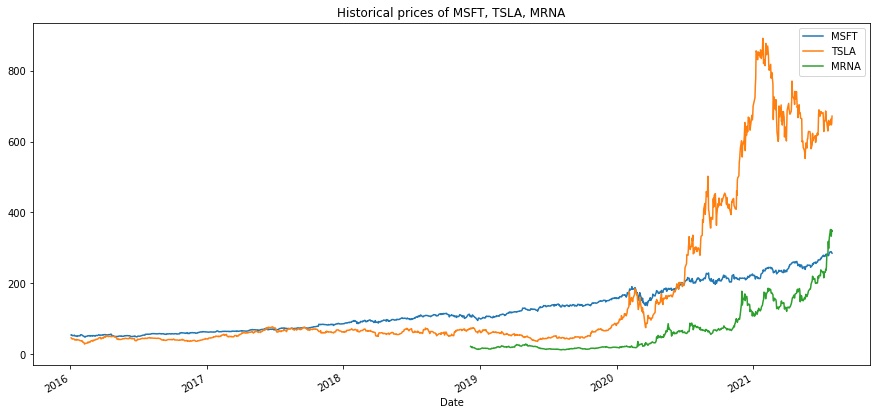 Historical prices of MSFT, TSLA, MRNA
MSFT
TSLA
MRNA
800
600
400
200
0
2016
2017
2018
2019
2020
2021
Date